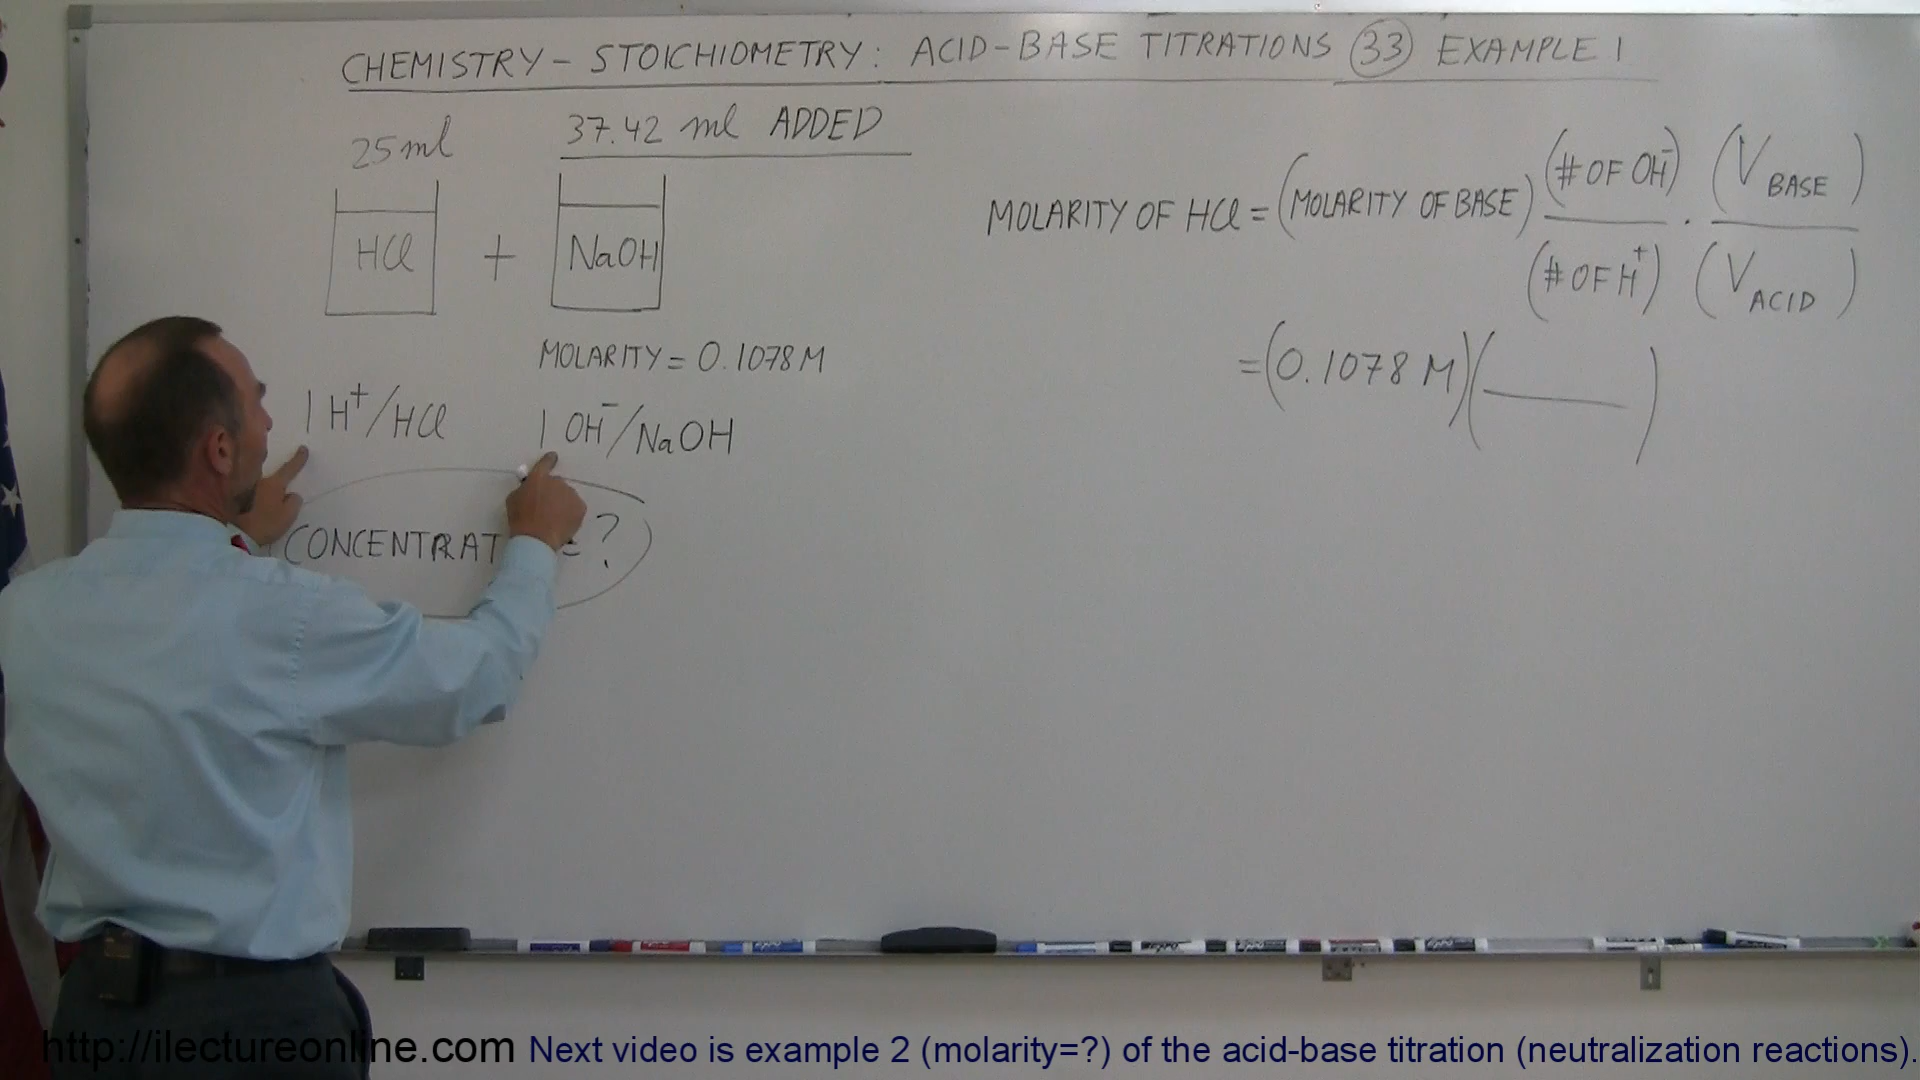 CHEMISTRY - STOICHIOMETRY: ACID-BASE TITRATIONS 33 EXAMPLE 1
25ml
37.42 ml ADDED
HCl + NaOH
MOLARITY = 0.1078 M
1 H⁺/HCl
1 OH⁻/NaOH
CONCENTRAT = ?
MOLARITY OF HCl = (MOLARITY OF BASE) (# OF OH⁻) · (V BASE)
(# OF H⁺) (V ACID)
= (0.1078 M) ( )
http://ilectureonline.com Next video is example 2 (molarity=?) of the acid-base titration (neutralization reactions).